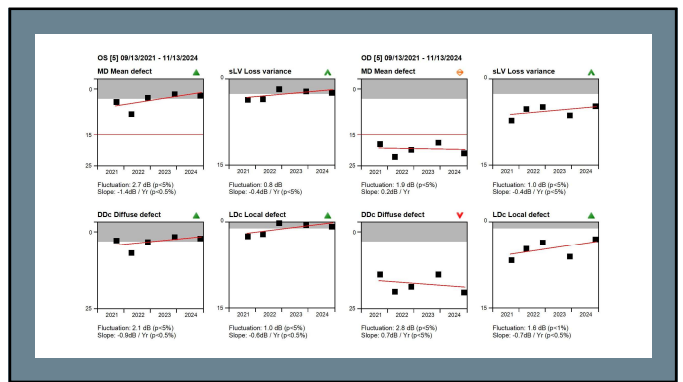 OS [5] 09/13/2021 - 11/13/2024
MD Mean defect
0
15
25
2021 2022 2023 2024
Fluctuation: 2.7 dB (p<5%)
Slope: -1.4dB / Yr (p<0.5%)
sLV Loss variance
0
15
2021 2022 2023 2024
Fluctuation: 0.8 dB
Slope: -0.4dB / Yr (p<5%)
OD [5] 09/13/2021 - 11/13/2024
MD Mean defect
0
15
25
2021 2022 2023 2024
Fluctuation: 1.9 dB (p<5%)
Slope: 0.2dB / Yr
sLV Loss variance
0
15
2021 2022 2023 2024
Fluctuation: 1.0 dB (p<5%)
Slope: -0.4dB / Yr (p<5%)
DDc Diffuse defect
0
25
2021 2022 2023 2024
Fluctuation: 2.1 dB (p<5%)
Slope: -0.9dB / Yr (p<0.5%)
LDc Local defect
0
15
2021 2022 2023 2024
Fluctuation: 1.0 dB (p<5%)
Slope: -0.6dB / Yr (p<0.5%)
DDc Diffuse defect
0
25
2021 2022 2023 2024
Fluctuation: 2.8 dB (p<5%)
Slope: 0.7dB / Yr (p<5%)
LDc Local defect
0
15
2021 2022 2023 2024
Fluctuation: 1.6 dB (p<1%)
Slope: -0.7dB / Yr (p<0.5%)